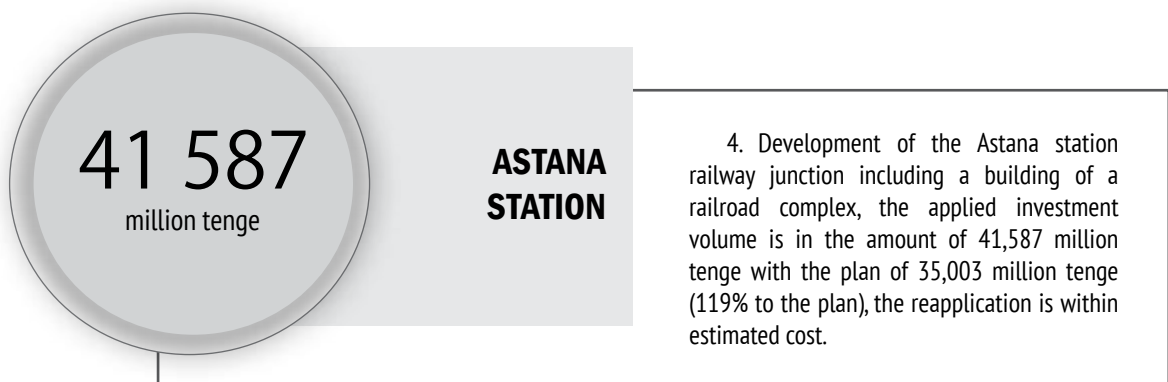 41 587
million tenge
ASTANA
STATION
4. Development of the Astana station
railway junction including a building of a
railroad complex, the applied investment
volume is in the amount of 41,587 million
tenge with the plan of 35,003 million tenge
(119% to the plan), the reapplication is within
estimated cost.